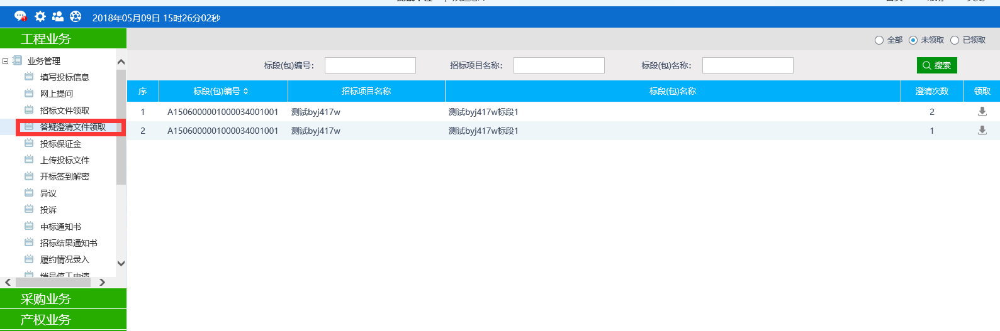 2018年05月09日 15时26分02秒
工程业务
全部 未领取 已领取
业务管理
填写投标信息
网上提问
招标文件领取
答疑澄清文件领取
投标保证金
上传投标文件
开标签到解密
异议
投诉
中标通知书
招标结果通知书
履约情况录入
采购业务
产权业务
标段(包)编号： 招标项目名称： 标段(包)名称： 搜索
序 标段(包)编号 招标项目名称 标段(包)名称 澄清次数 领取
1 A1506000001000034001001 测试byj417w 测试byj417w标段1 2
2 A1506000001000034001001 测试byj417w 测试byj417w标段1 1